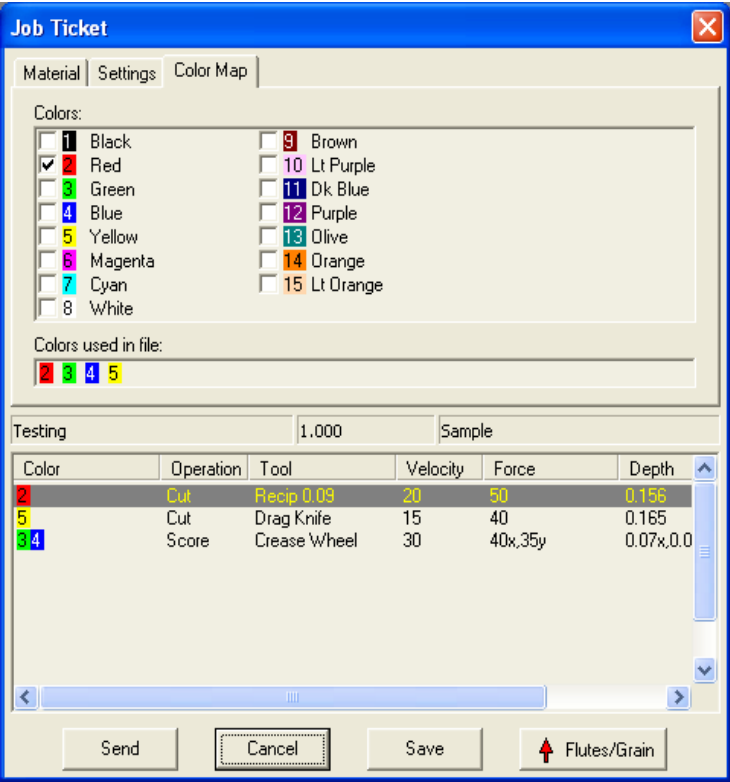 Job Ticket
Material Settings Color Map
Colors:
1 Black 9 Brown
2 Red 10 Lt Purple
3 Green 11 Dk Blue
4 Blue 12 Purple
5 Yellow 13 Olive
6 Magenta 14 Orange
7 Cyan 15 Lt Orange
8 White
Colors used in file:
2 3 4 5
Testing 1.000 Sample
Color Operation Tool Velocity Force Depth
2 Cut Recip 0.09 20 50 0.156
5 Cut Drag Knife 15 40 0.165
3 4 Score Crease Wheel 30 40x,35y 0.07x,0.0
Send Cancel Save Flutes/Grain